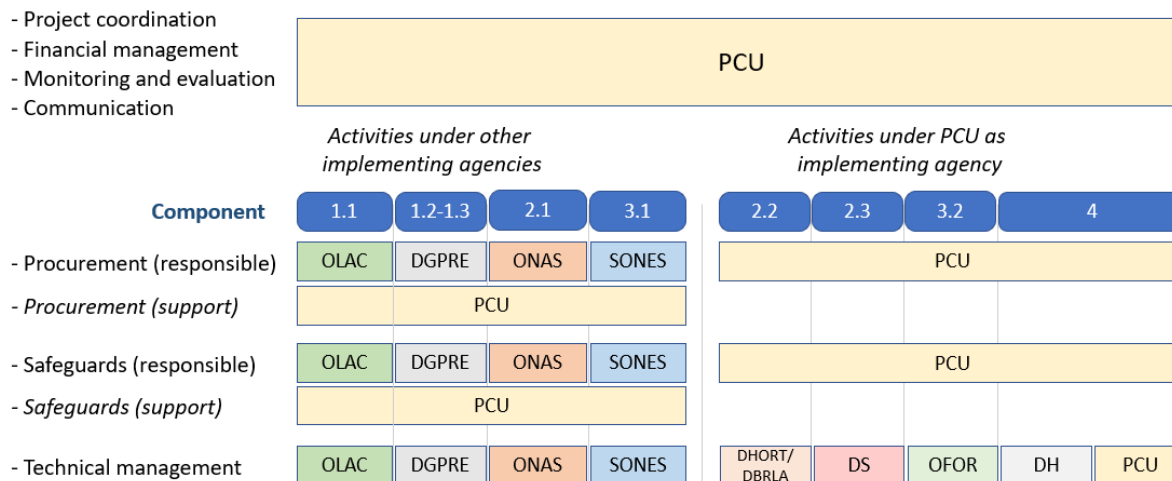 - Project coordination
- Financial management
- Monitoring and evaluation
- Communication
PCU
Activities under other
implementing agencies
Activities under PCU as
implementing agency
Component 1.1 1.2-1.3 2.1 3.1 2.2 2.3 3.2 4
- Procurement (responsible) OLAC DGPRE ONAS SONES PCU
- Procurement (support) PCU
- Safeguards (responsible) OLAC DGPRE ONAS SONES PCU
- Safeguards (support) PCU
- Technical management OLAC DGPRE ONAS SONES DHORT/
DBRLA DS OFOR DH PCU